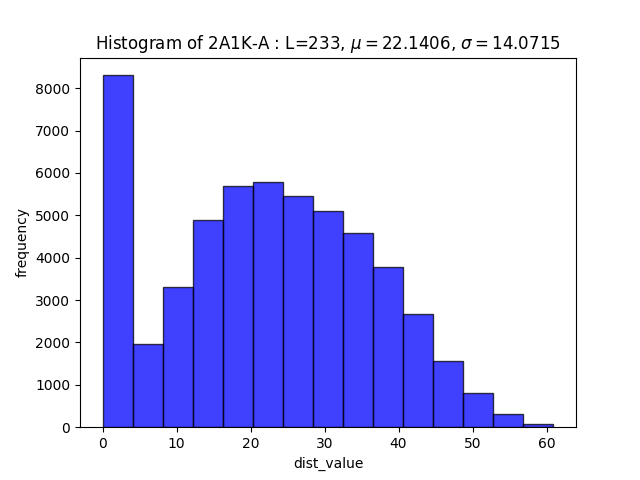 Histogram of 2A1K-A : L=233, μ = 22.1406, σ = 14.0715
8000
7000
6000
5000
4000
3000
2000
1000
0
frequency
0 10 20 30 40 50 60
dist_value